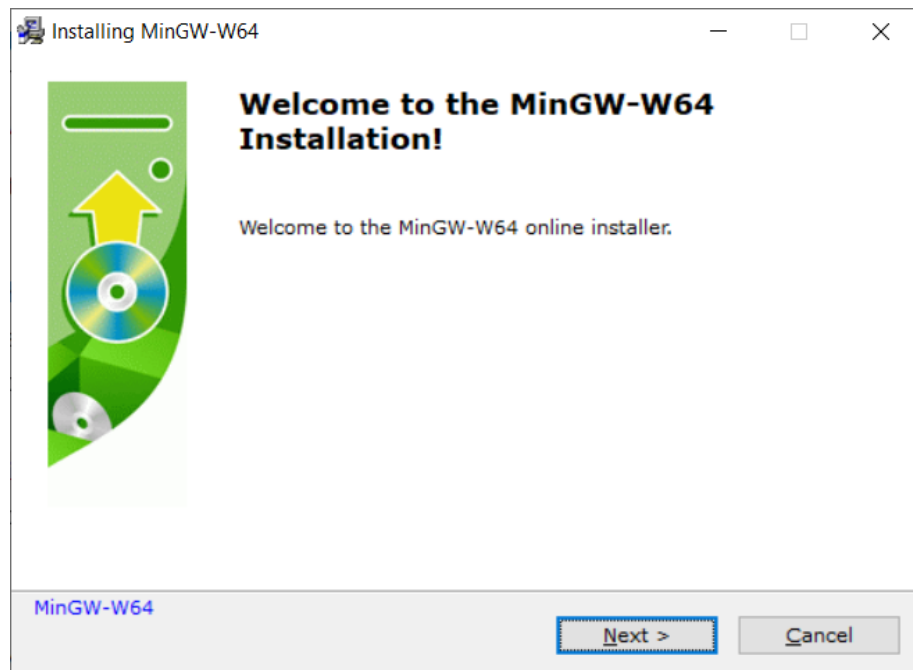 Installing MinGW-W64
Welcome to the MinGW-W64
Installation!
Welcome to the MinGW-W64 online installer.
MinGW-W64
Next >
Cancel